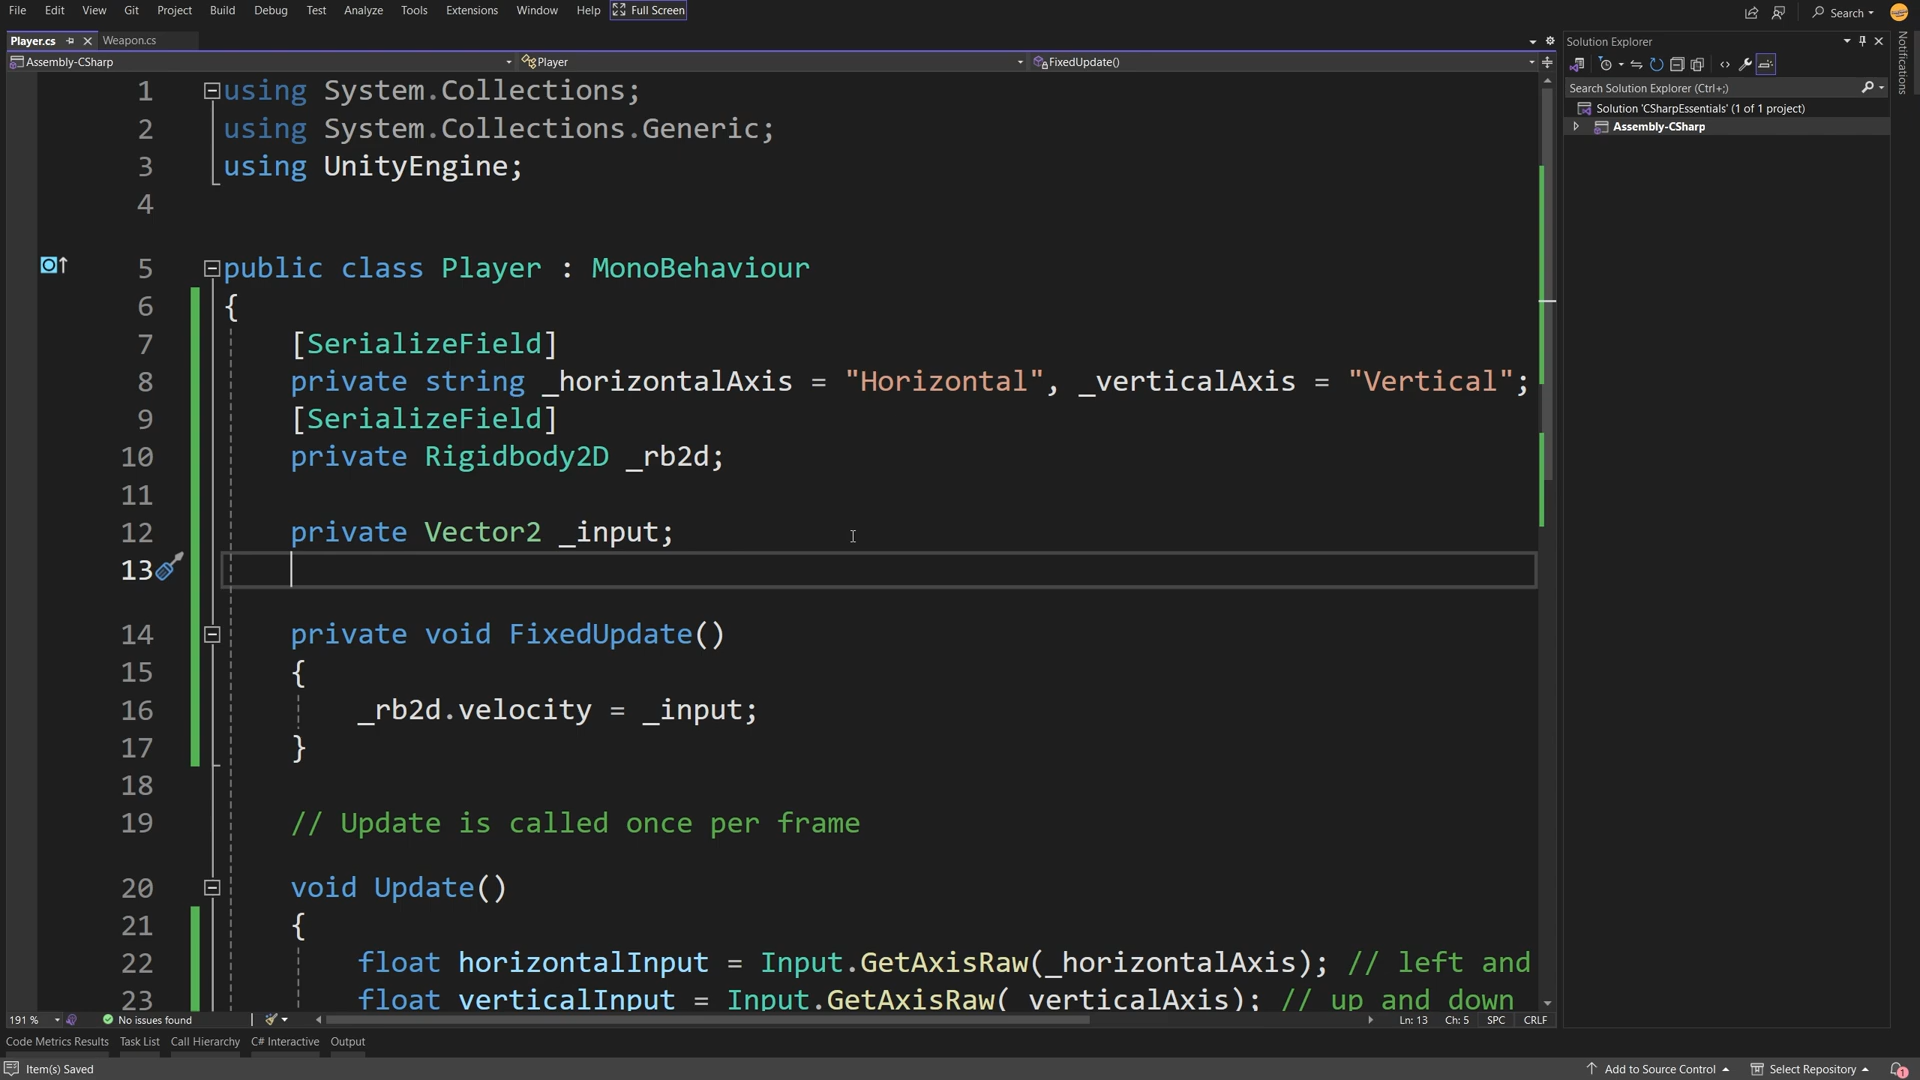 File Edit View Git Project Build Debug Test Analyze Tools Extensions Window Help Full Screen Search
Player.cs Weapon.cs
Assembly-CSharp Player FixedUpdate()
1 using System.Collections;
2 using System.Collections.Generic;
3 using UnityEngine;
4
5 public class Player : MonoBehaviour
6 {
7 [SerializeField]
8 private string _horizontalAxis = "Horizontal", _verticalAxis = "Vertical";
9 [SerializeField]
10 private Rigidbody2D _rb2d;
11
12 private Vector2 _input;
13
14 private void FixedUpdate()
15 {
16 _rb2d.velocity = _input;
17 }
18
19 // Update is called once per frame
20 void Update()
21 {
22 float horizontalInput = Input.GetAxisRaw(_horizontalAxis); // left and
23 float verticalInput = Input.GetAxisRaw( verticalAxis); // up and down
191 % No issues found Ln: 13 Ch: 5 SPC CRLF
Code Metrics Results Task List Call Hierarchy C# Interactive Output
Item(s) Saved Add to Source Control Select Repository 1
Solution Explorer
Search Solution Explorer (Ctrl+;)
Solution 'CSharpEssentials' (1 of 1 project)
Assembly-CSharp
Notifications